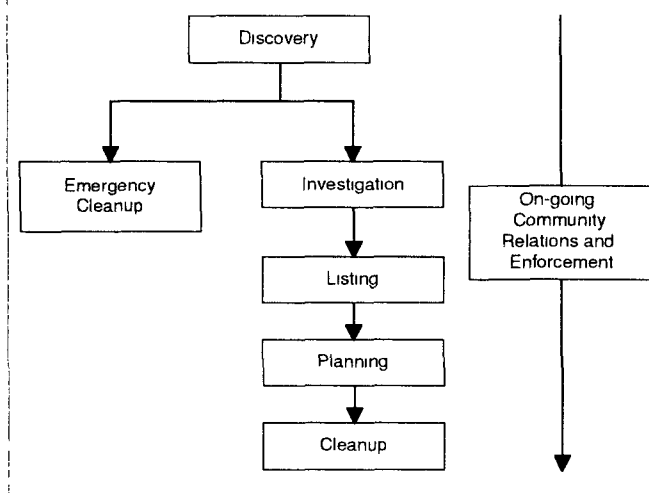 Discovery
Emergency
Cleanup
Investigation
Listing
Planning
Cleanup
On-going
Community
Relations and
Enforcement